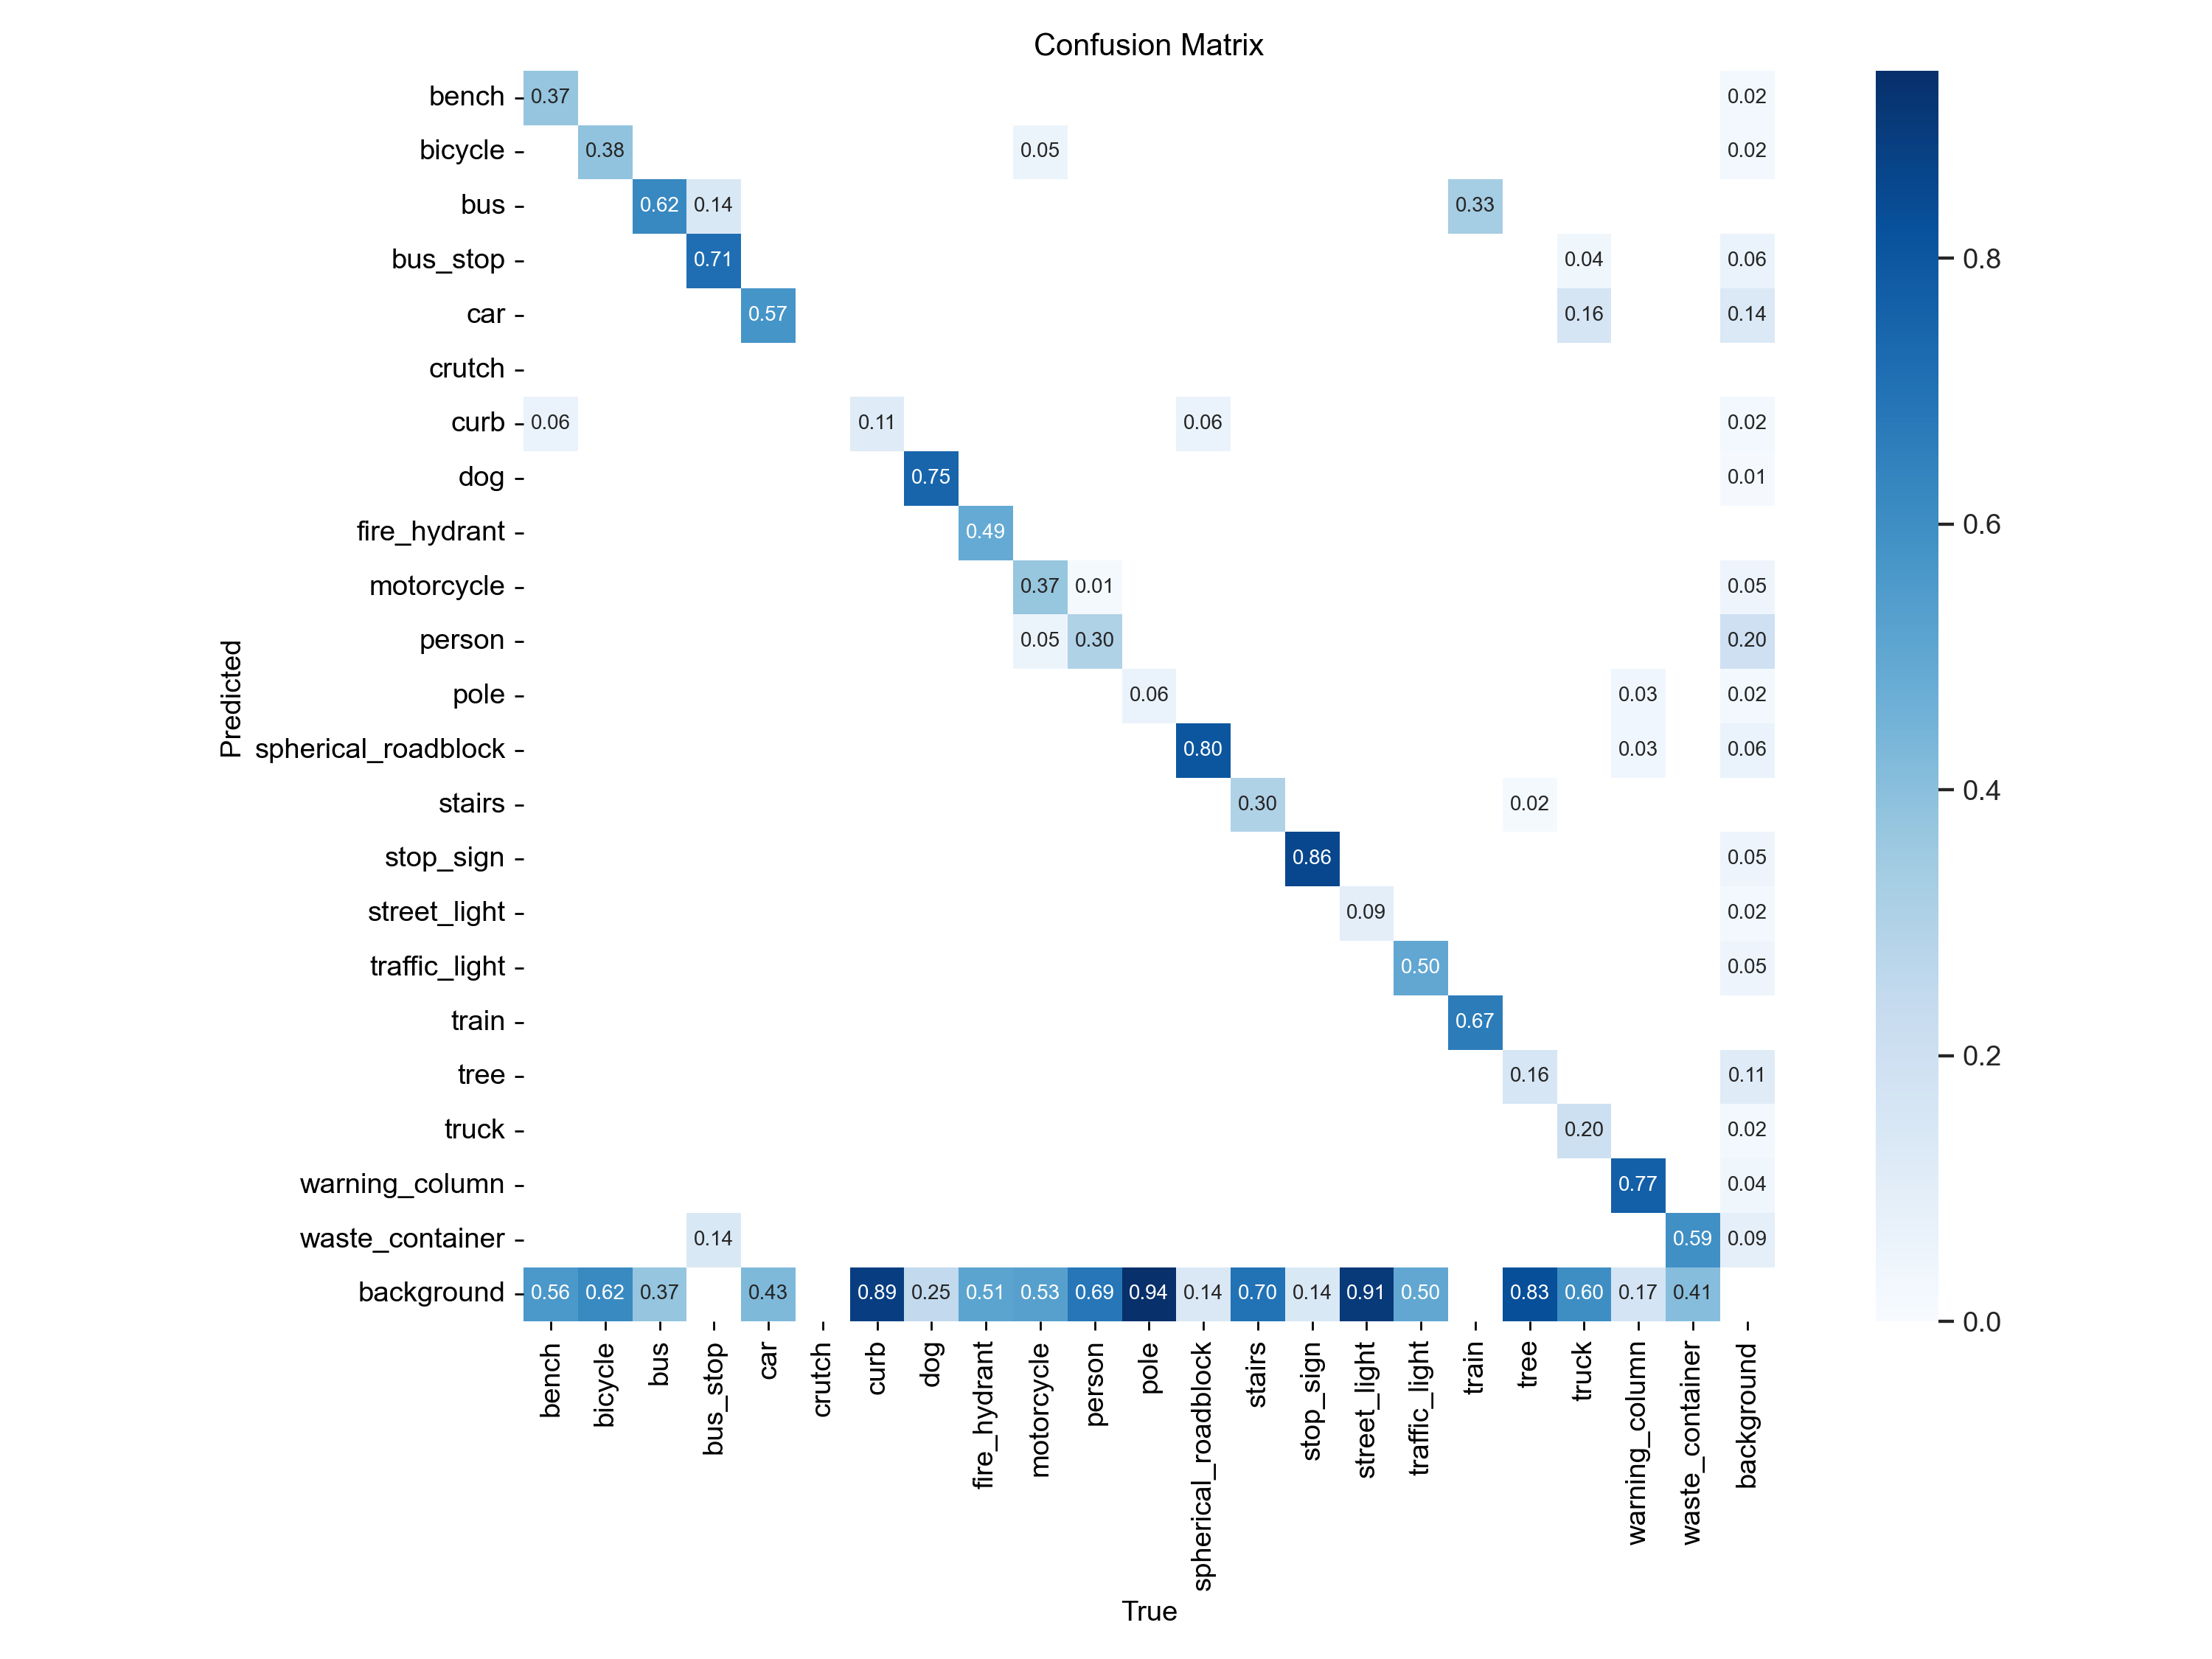 Confusion Matrix
bench 0.37 0.02
bicycle 0.38 0.05 0.02
bus 0.62 0.14 0.33
bus_stop 0.71 0.04 0.06
car 0.57 0.16 0.14
crutch
curb 0.06 0.11 0.06 0.02
dog 0.75 0.01
fire_hydrant 0.49
motorcycle 0.37 0.01 0.05
person 0.05 0.30 0.20
pole 0.06 0.03 0.02
spherical_roadblock 0.80 0.03 0.06
stairs 0.30 0.02
stop_sign 0.86 0.05
street_light 0.09 0.02
traffic_light 0.50 0.05
train 0.67
tree 0.16 0.11
truck 0.20 0.02
warning_column 0.77 0.04
waste_container 0.14 0.59 0.09
background 0.56 0.62 0.37 0.43 0.89 0.25 0.51 0.53 0.69 0.94 0.14 0.70 0.14 0.91 0.50 0.83 0.60 0.17 0.41
Predicted
bench
bicycle
bus
bus_stop
car
crutch
curb
dog
fire_hydrant
motorcycle
person
pole
spherical_roadblock
stairs
stop_sign
street_light
traffic_light
train
tree
truck
warning_column
waste_container
background
True
0.8
0.6
0.4
0.2
0.0